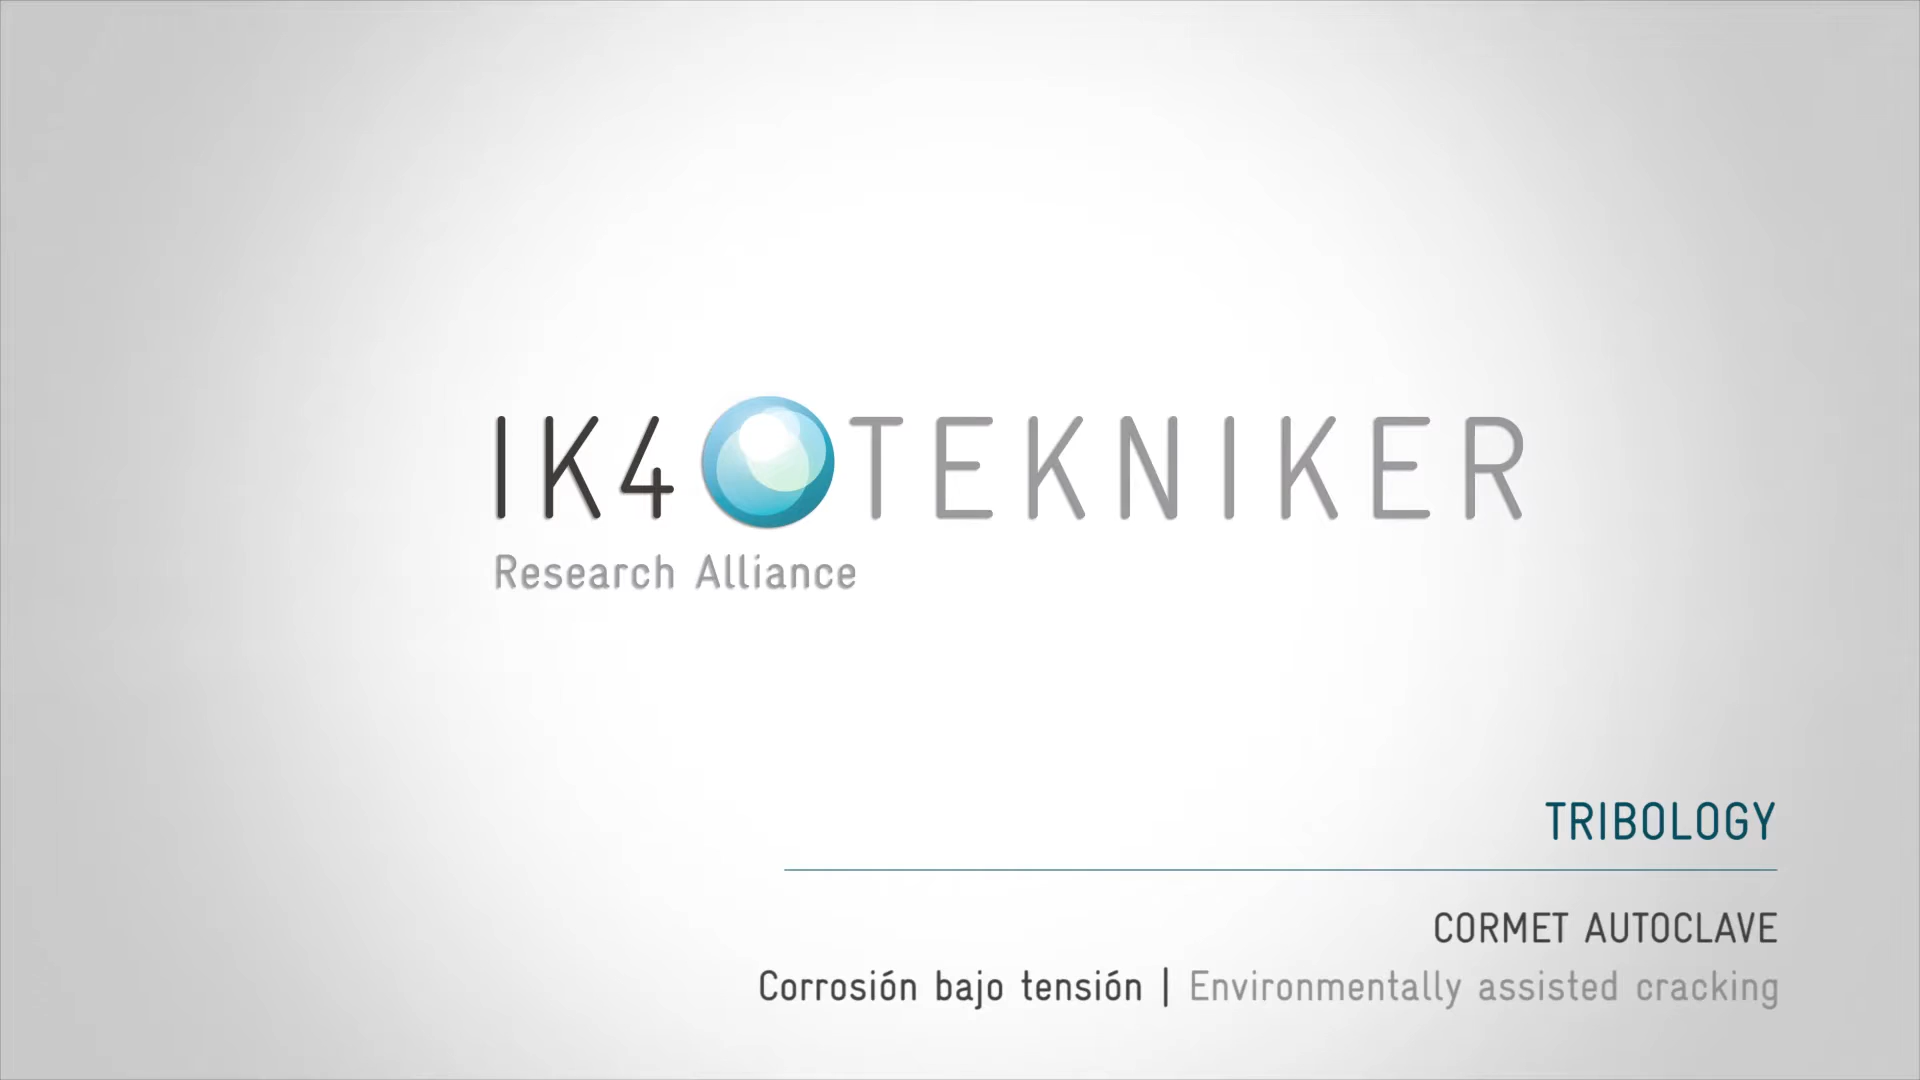 IK4 TEKNIKER
Research Alliance
TRIBOLOGY
CORMET AUTOCLAVE
Corrosión bajo tensión | Environmentally assisted cracking